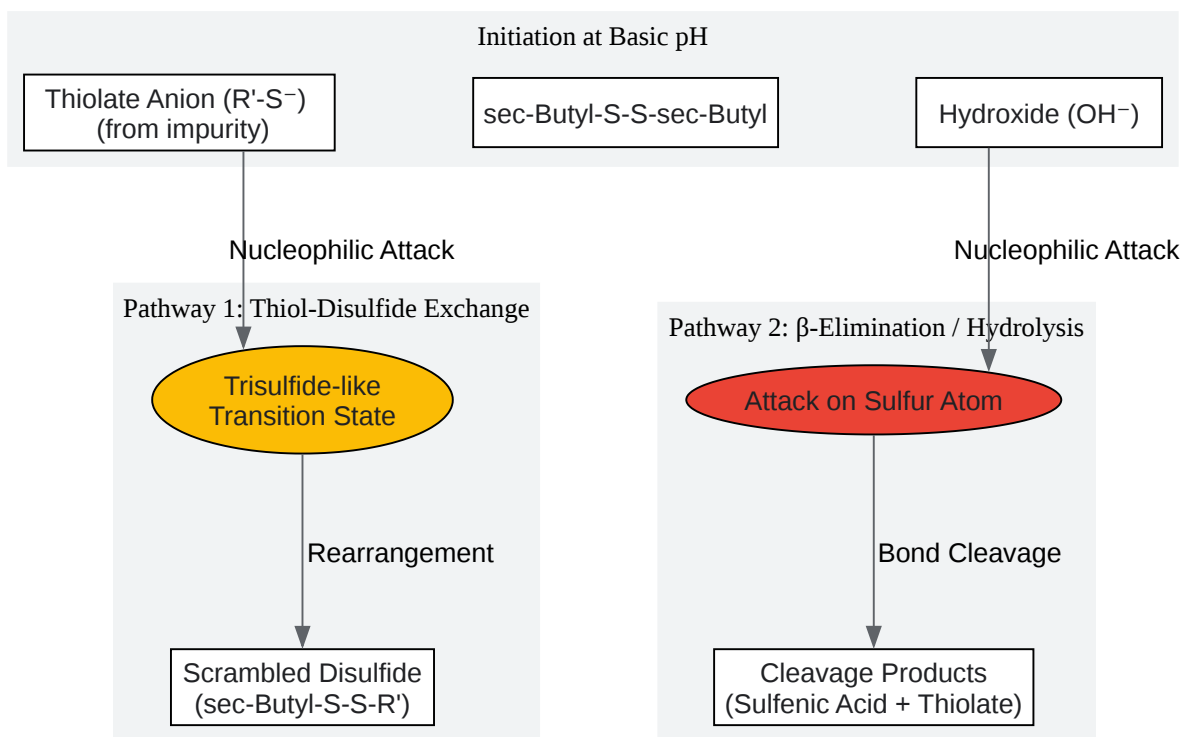 Initiation at Basic pH
Thiolate Anion (R'-S⁻)
(from impurity)
sec-Butyl-S-S-sec-Butyl
Hydroxide (OH⁻)
Nucleophilic Attack
Nucleophilic Attack
Pathway 1: Thiol-Disulfide Exchange
Pathway 2: β-Elimination / Hydrolysis
Trisulfide-like
Transition State
Attack on Sulfur Atom
Rearrangement
Bond Cleavage
Scrambled Disulfide
(sec-Butyl-S-S-R')
Cleavage Products
(Sulfenic Acid + Thiolate)